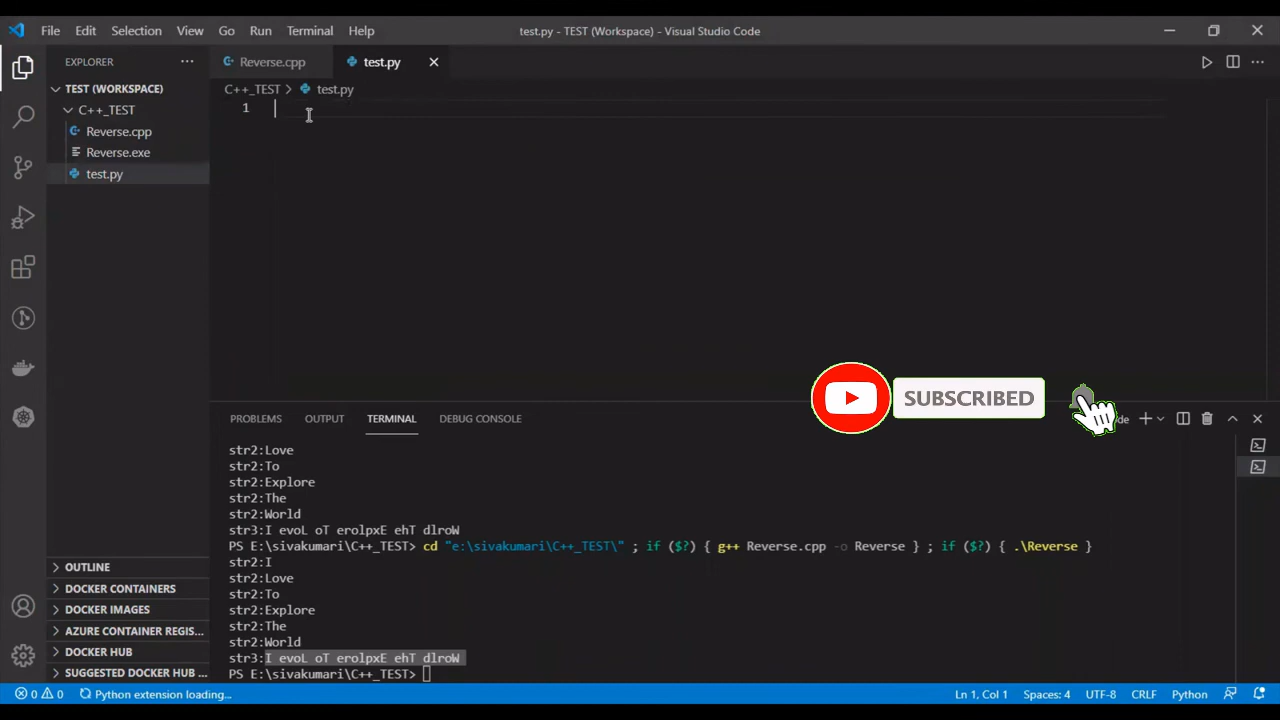 File Edit Selection View Go Run Terminal Help
test.py - TEST (Workspace) - Visual Studio Code
EXPLORER
Reverse.cpp
test.py
TEST (WORKSPACE)
C++_TEST
Reverse.cpp
Reverse.exe
test.py
C++_TEST > test.py
1
SUBSCRIBED
PROBLEMS OUTPUT TERMINAL DEBUG CONSOLE
de
str2:Love
str2:To
str2:Explore
str2:The
str2:World
str3:I evoL oT erolpxE ehT dlroW
PS E:\sivakumari\C++_TEST> cd "e:\sivakumari\C++_TEST\" ; if ($?) { g++ Reverse.cpp -o Reverse } ; if ($?) { .\Reverse }
str2:I
str2:Love
str2:To
str2:Explore
str2:The
str2:World
str3:I evoL oT erolpxE ehT dlroW
PS E:\sivakumari\C++_TEST>
OUTLINE
DOCKER CONTAINERS
DOCKER IMAGES
AZURE CONTAINER REGIS...
DOCKER HUB
SUGGESTED DOCKER HUB ...
0 0 Python extension loading...
Ln 1, Col 1 Spaces: 4 UTF-8 CRLF Python